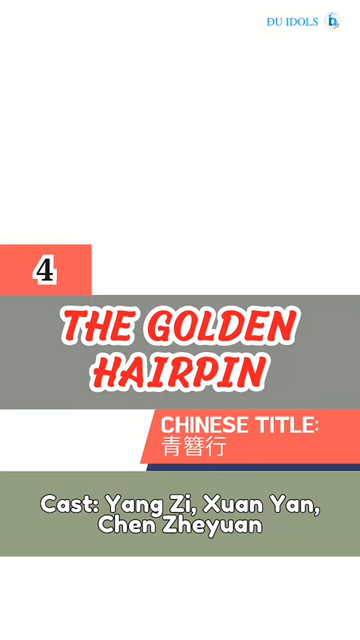 ĐU IDOLS
4
THE GOLDEN
HAIRPIN
CHINESE TITLE:
青簪行
Cast: Yang Zi, Xuan Yan,
Chen Zheyuan